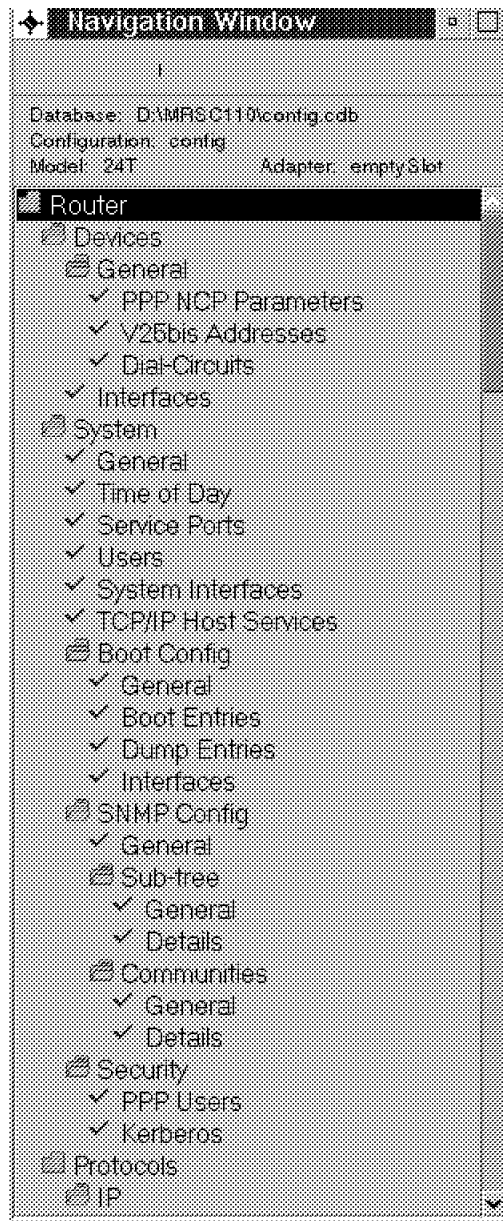 Navigation Window
Database: D:\MRSC110\config.cdb
Configuration: config
Model: 24T Adapter: emptySlot
Router
Devices
General
PPP NCP Parameters
V25bis Addresses
Dial-Circuits
Interfaces
System
General
Time of Day
Service Ports
Users
System Interfaces
TCP/IP Host Services
Boot Config
General
Boot Entries
Dump Entries
Interfaces
SNMP Config
General
Sub-tree
General
Details
Communities
General
Details
Security
PPP Users
Kerberos
Protocols
IP